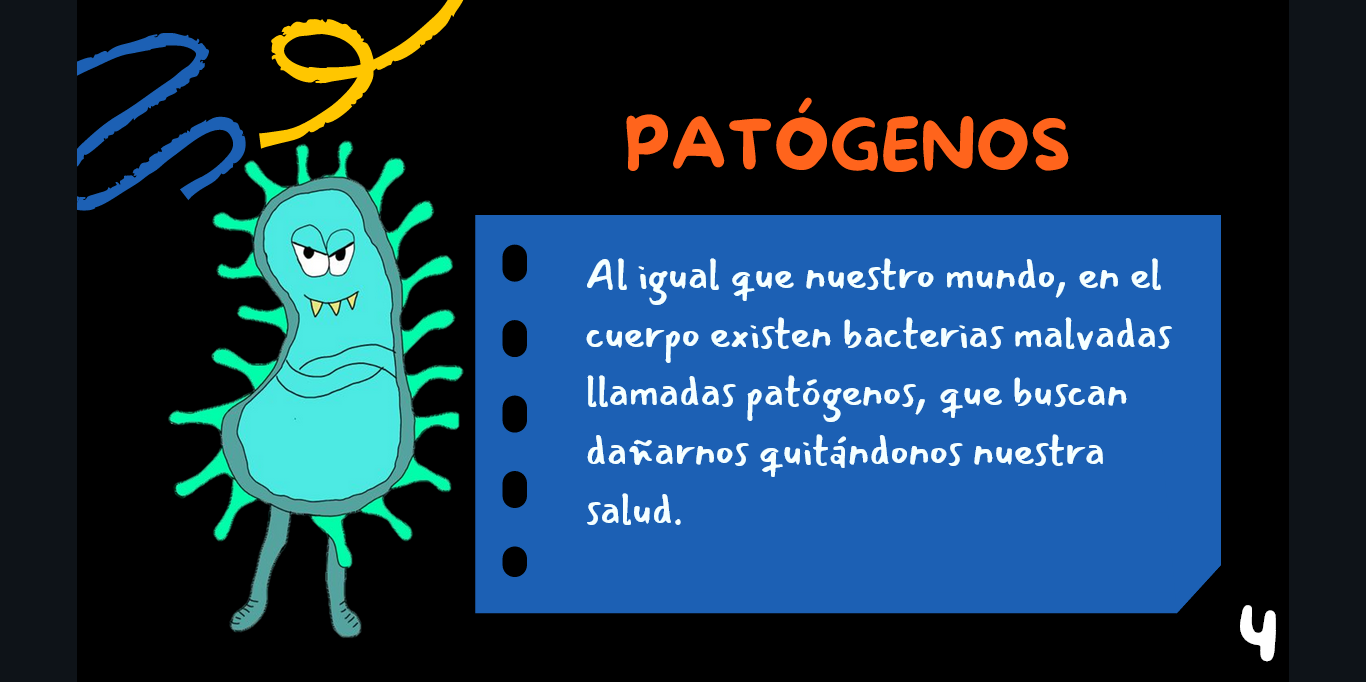 PATÓGENOS
Al igual que nuestro mundo, en el
cuerpo existen bacterias malvadas
llamadas patógenos, que buscan
dañarnos quitándonos nuestra
salud.
4